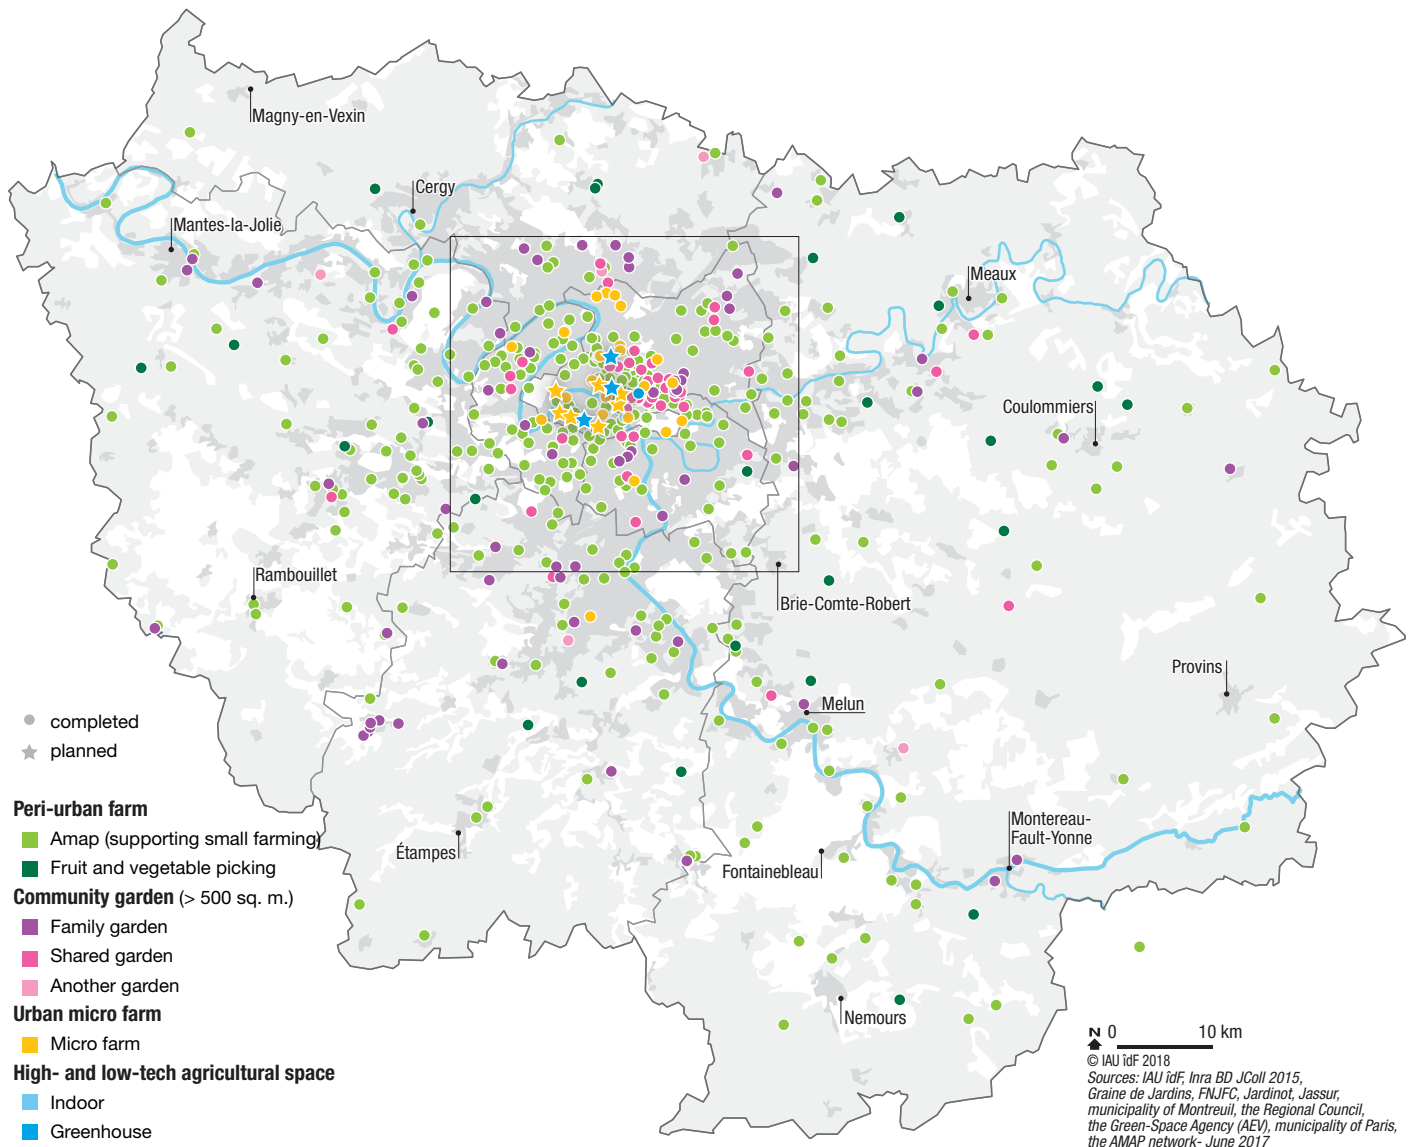 Magny-en-Vexin
Cergy
Mantes-la-Jolie
Meaux
Coulommiers
Rambouillet
Brie-Comte-Robert
Provins
Melun
Étampes
Fontainebleau
Montereau-
Fault-Yonne
Nemours
completed
planned
Peri-urban farm
Amap (supporting small farming)
Fruit and vegetable picking
Community garden (> 500 sq. m.)
Family garden
Shared garden
Another garden
Urban micro farm
Micro farm
High- and low-tech agricultural space
Indoor
Greenhouse
N 0 10 km
© IAU îdF 2018
Sources: IAU îdF, Inra BD JColl 2015,
Graine de Jardins, FNJFC, Jardinot, Jassur,
municipality of Montreuil, the Regional Council,
the Green-Space Agency (AEV), municipality of Paris,
the AMAP network- June 2017